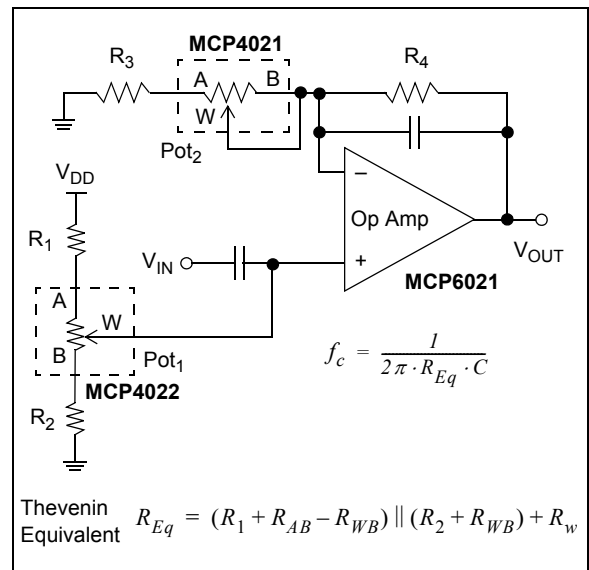 MCP4021
R3
A
B
R4
W
Pot2
VDD
R1
–
Op Amp
VIN
+
VOUT
MCP6021
A
W
B
Pot1
MCP4022
fc = 1 / (2π · REq · C)
R2
Thevenin
Equivalent
REq = (R1 + RAB – RWB) || (R2 + RWB) + Rw